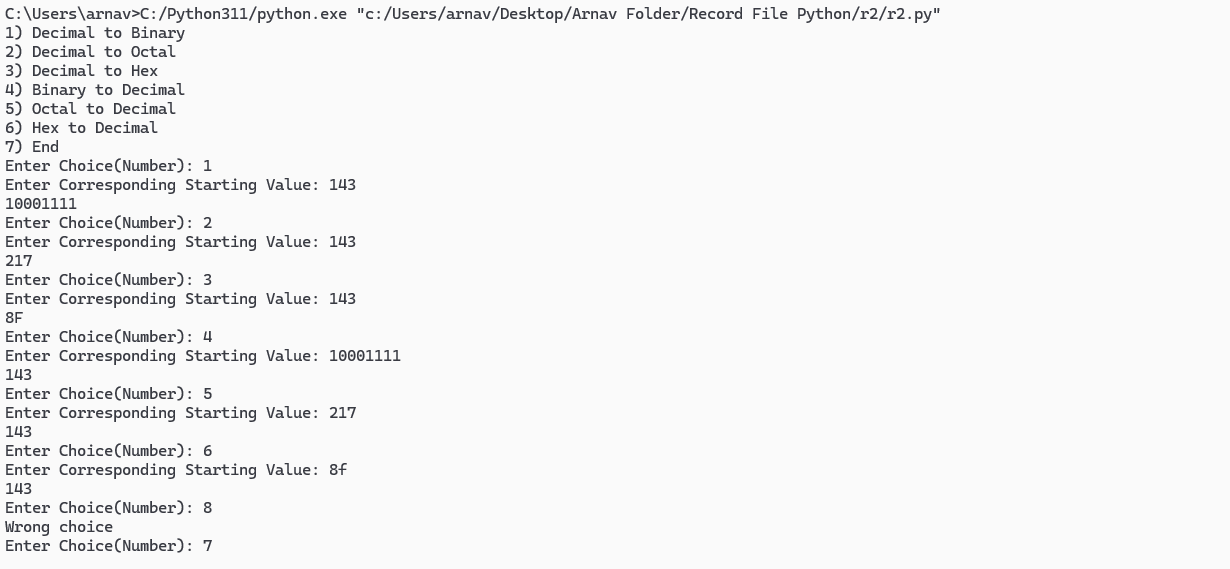 C:\Users\arnav>C:/Python311/python.exe "c:/Users/arnav/Desktop/Arnav Folder/Record File Python/r2/r2.py"
1) Decimal to Binary
2) Decimal to Octal
3) Decimal to Hex
4) Binary to Decimal
5) Octal to Decimal
6) Hex to Decimal
7) End
Enter Choice(Number): 1
Enter Corresponding Starting Value: 143
10001111
Enter Choice(Number): 2
Enter Corresponding Starting Value: 143
217
Enter Choice(Number): 3
Enter Corresponding Starting Value: 143
8F
Enter Choice(Number): 4
Enter Corresponding Starting Value: 10001111
143
Enter Choice(Number): 5
Enter Corresponding Starting Value: 217
143
Enter Choice(Number): 6
Enter Corresponding Starting Value: 8f
143
Enter Choice(Number): 8
Wrong choice
Enter Choice(Number): 7